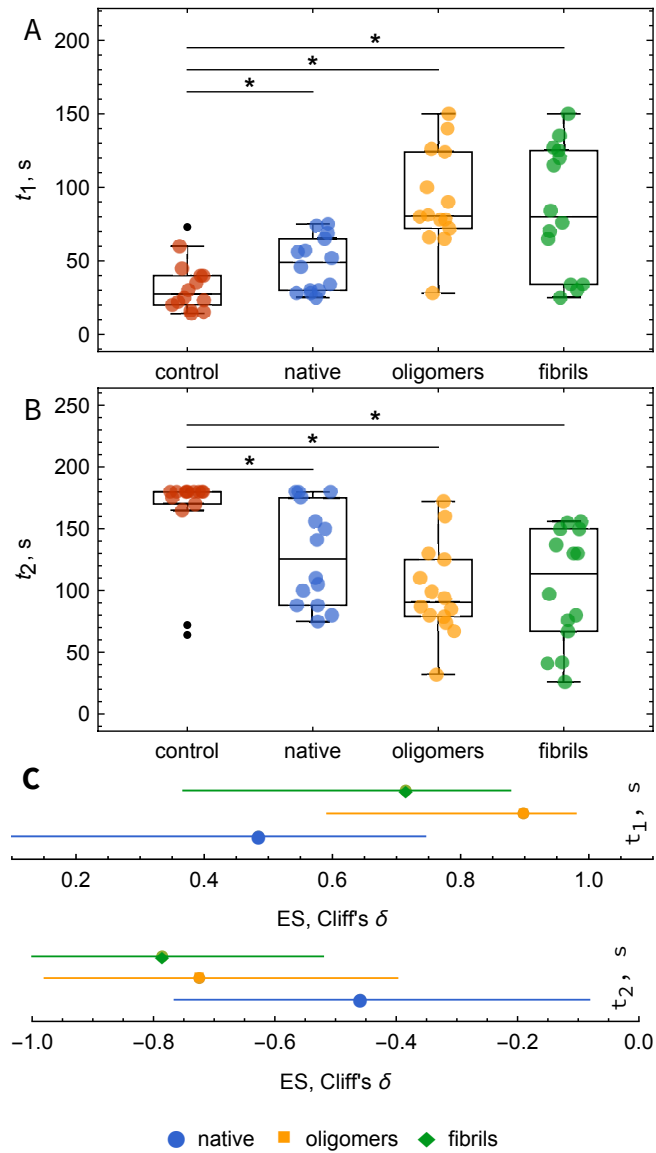 A
200
150
100
50
0
t1, s
* * *
control native oligomers fibrils
B
250
200
150
100
50
0
t2, s
* * *
control native oligomers fibrils
C
t1, s
0.2 0.4 0.6 0.8 1.0
ES, Cliff's δ
t2, s
−1.0 −0.8 −0.6 −0.4 −0.2 0.0
ES, Cliff's δ
native oligomers fibrils